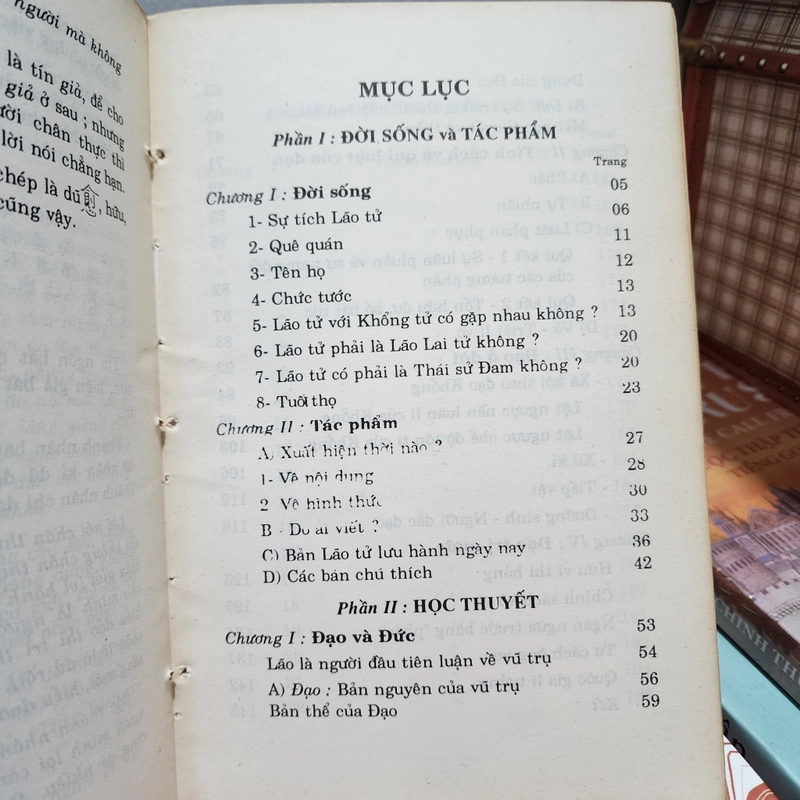 người mà không
là tín giả, để cho
giả ở sau ; nhưng
ười chân thực thì
lời nói chẳng hạn.
chép là dũ, hữu,
cũng vậy.
MỤC LỤC
Phần I : ĐỜI SỐNG và TÁC PHẨM
Trang
Chương I : Đời sống 05
1- Sự tích Lão tử 06
2- Quê quán 11
3- Tên họ 12
4- Chức tước 13
5- Lão tử với Khổng tử có gặp nhau không ? 13
6- Lão tử phải là Lão Lai tử không ? 20
7- Lão tử có phải là Thái sử Đam không ? 20
8- Tuổi thọ 23
Chương II : Tác phẩm
A) Xuất hiện thời nào ? 27
1- Về nội dung 28
2 Về hình thức 30
B - Do ai viết ? 33
C) Bản Lão tử lưu hành ngày nay 36
D) Các bản chú thích 42
Phần II : HỌC THUYẾT
Chương I : Đạo và Đức 53
Lão là người đầu tiên luận về vũ trụ 54
A) Đạo : Bản nguyên của vũ trụ 56
Bản thể của Đạo 59
CHINH